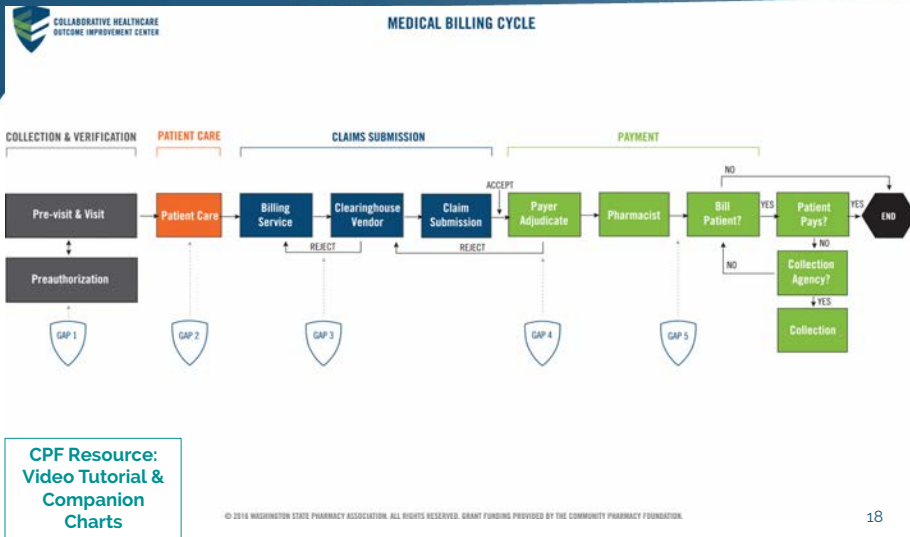 COLLABORATIVE HEALTHCARE
OUTCOME IMPROVEMENT CENTER
MEDICAL BILLING CYCLE
COLLECTION & VERIFICATION
PATIENT CARE
CLAIMS SUBMISSION
PAYMENT
Pre-visit & Visit
Preauthorization
Patient Care
Billing
Service
Clearinghouse
Vendor
Claim
Submission
ACCEPT
Payer
Adjudicate
Pharmacist
Bill
Patient?
NO
YES
Patient
Pays?
YES
END
REJECT
REJECT
NO
NO
Collection
Agency?
YES
Collection
GAP 1
GAP 2
GAP 3
GAP 4
GAP 5
CPF Resource:
Video Tutorial &
Companion
Charts
© 2016 WASHINGTON STATE PHARMACY ASSOCIATION. ALL RIGHTS RESERVED. GRANT FUNDING PROVIDED BY THE COMMUNITY PHARMACY FOUNDATION.
18